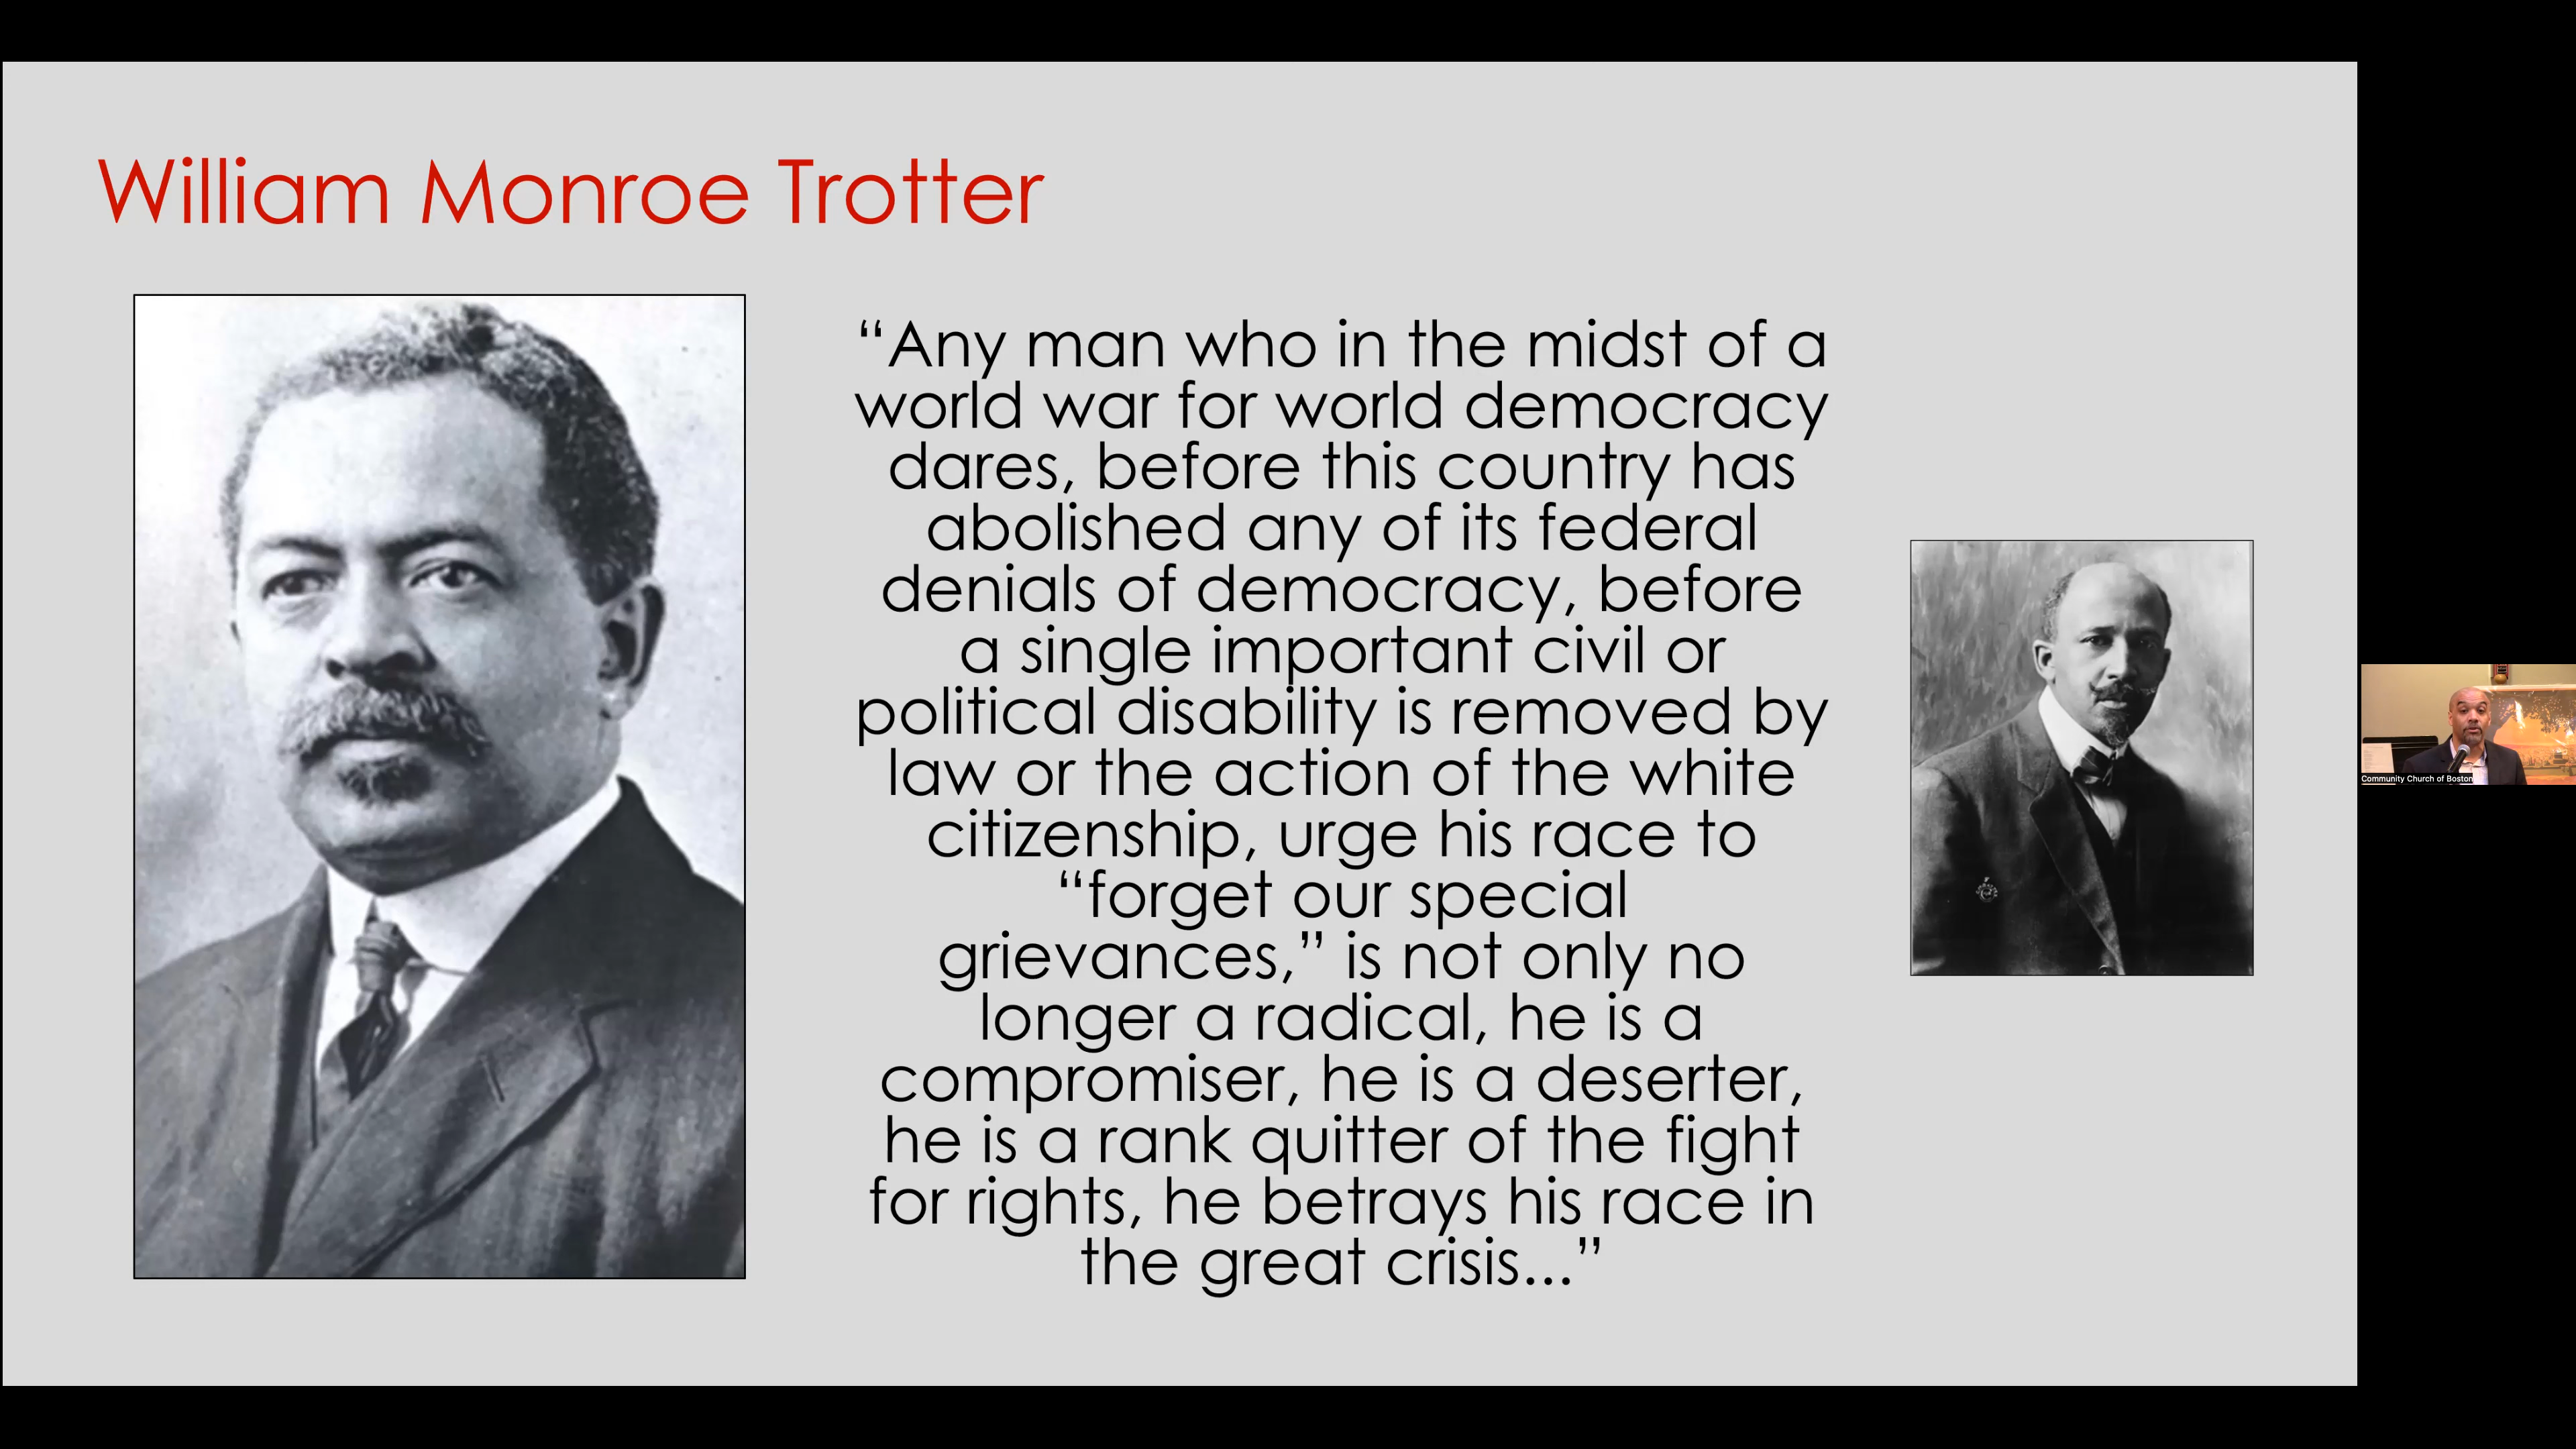 William Monroe Trotter
“Any man who in the midst of a
world war for world democracy
dares, before this country has
abolished any of its federal
denials of democracy, before
a single important civil or
political disability is removed by
law or the action of the white
citizenship, urge his race to
“forget our special
grievances,” is not only no
longer a radical, he is a
compromiser, he is a deserter,
he is a rank quitter of the fight
for rights, he betrays his race in
the great crisis...”
Community Church of Boston